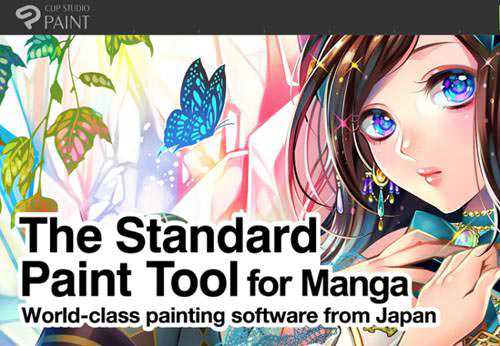 CLIP STUDIO
PAINT
The Standard
Paint Tool for Manga
World-class painting software from Japan